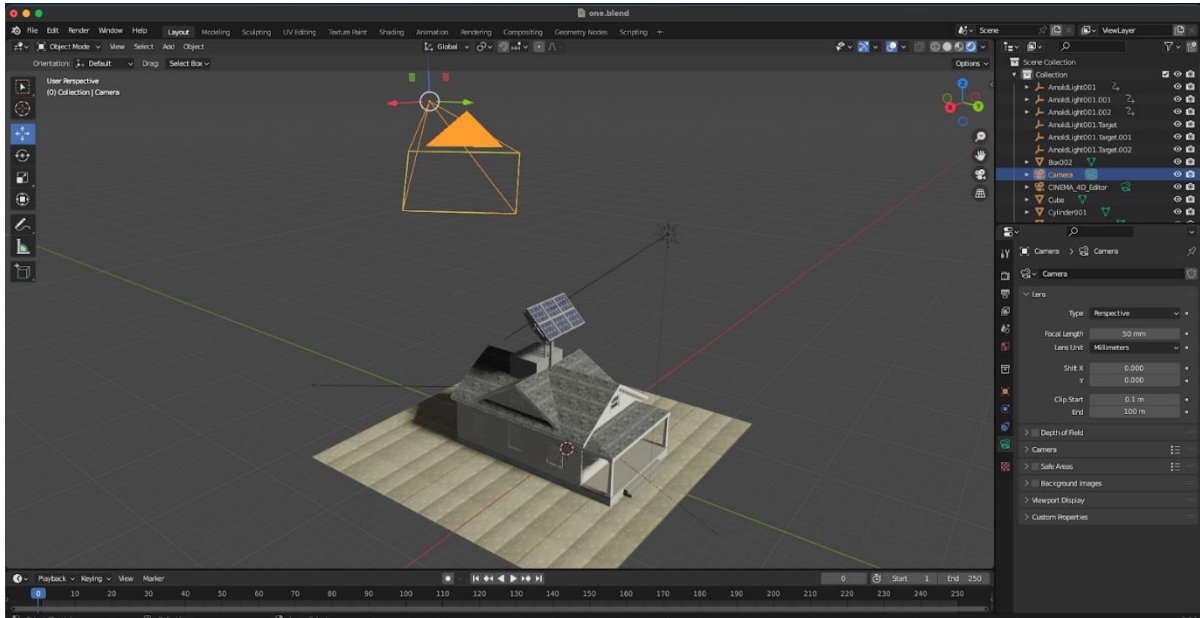 one.blend
File Edit Render Window Help Layout Modeling Sculpting UV Editing Texture Paint Shading Animation Rendering Compositing Geometry Nodes Scripting + Scene ViewLayer
Object Mode View Select Add Object Global
Orientation: Default Drag: Select Box Options
User Perspective
(0) Collection | Camera
Z
X
Y
Scene Collection
Collection
ArnoldLight001
ArnoldLight001.001
ArnoldLight001.002
ArnoldLight001.Target
ArnoldLight001.Target.001
ArnoldLight001.Target.002
Box002
Camera
CINEMA_4D_Editor
Cube
Cylinder001
Camera > Camera
Camera
Lens
Type Perspective
Focal Length 50 mm
Lens Unit Millimeters
Shift X 0.000
Y 0.000
Clip Start 0.1 m
End 100 m
Depth of Field
Camera
Safe Areas
Background Images
Viewport Display
Custom Properties
Playback Keying View Marker 0 Start 1 End 250
0 10 20 30 40 50 60 70 80 90 100 110 120 130 140 150 160 170 180 190 200 210 220 230 240 250